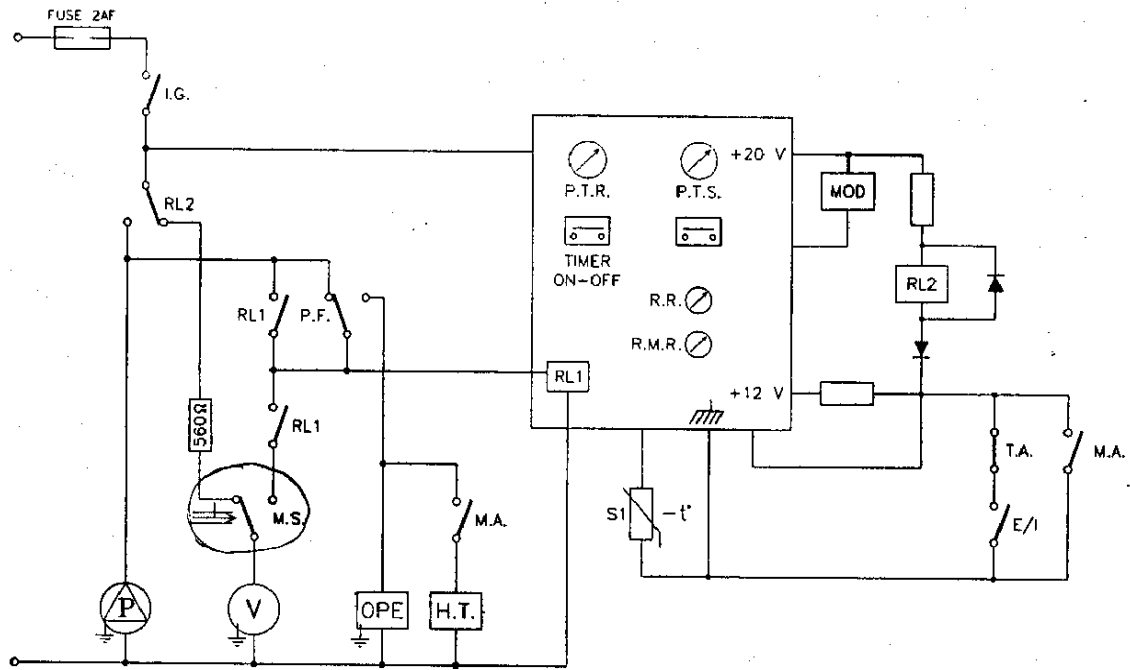 FUSE 2AF
I.G.
RL2
P.T.R.
P.T.S.
+20 V
MOD
TIMER
ON-OFF
RL2
RL1
P.F.
R.R.
R.M.R.
RL1
+12 V
560Ω
RL1
T.A.
M.A.
M.S.
M.A.
S1
-t°
E/I
P
V
OPE
H.T.